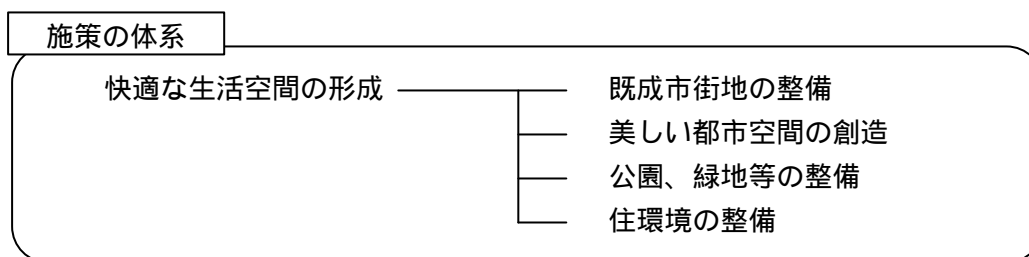 施策の体系
快適な生活空間の形成
既成市街地の整備
美しい都市空間の創造
公園、緑地等の整備
住環境の整備